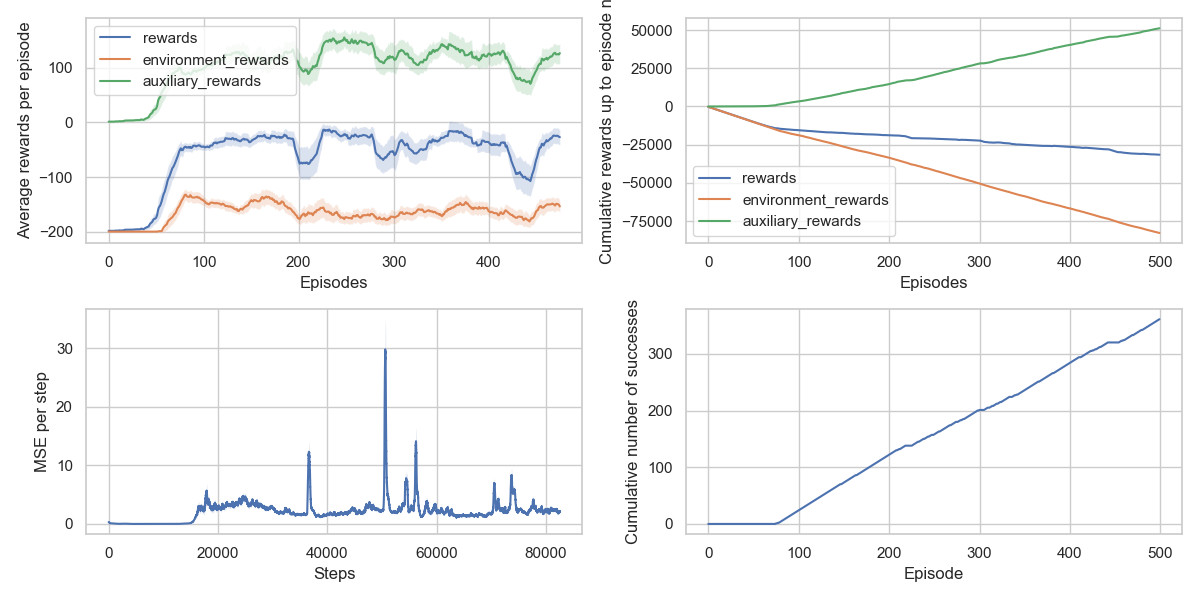 Average rewards per episode
100
0
−100
−200
rewards
environment_rewards
auxiliary_rewards
0
100
200
300
400
Episodes
Cumulative rewards up to episode n
50000
25000
0
−25000
−50000
−75000
rewards
environment_rewards
auxiliary_rewards
0
100
200
300
400
500
Episodes
MSE per step
30
20
10
0
0
20000
40000
60000
80000
Steps
Cumulative number of successes
300
200
100
0
0
100
200
300
400
500
Episode